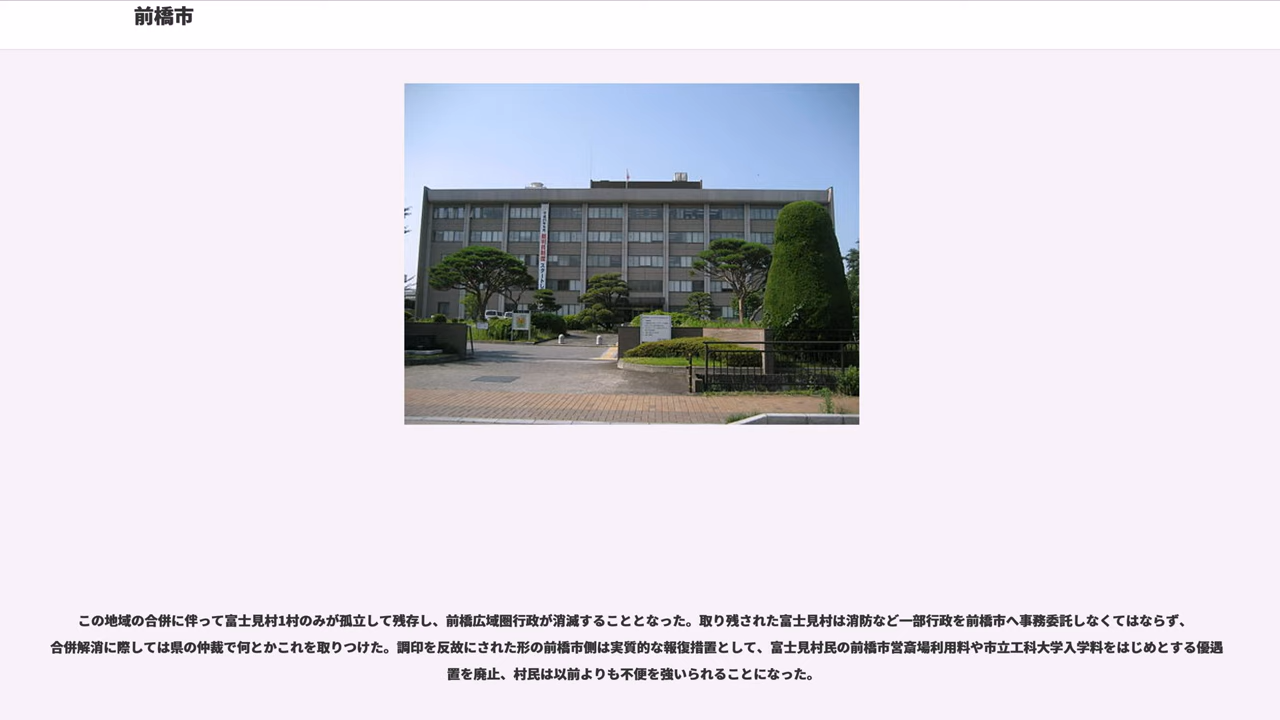 前橋市
この地域の合併に伴って富士見村1村のみが孤立して残存し、前橋広域圏行政が消滅することとなった。取り残された富士見村は消防など一部行政を前橋市へ事務委託しなくてはならず、
合併解消に際しては県の仲裁で何とかこれを取りつけた。調印を反故にされた形の前橋市側は実質的な報復措置として、富士見村民の前橋市営斎場利用料や市立工科大学入学料をはじめとする優遇
置を廃止、村民は以前よりも不便を強いられることになった。